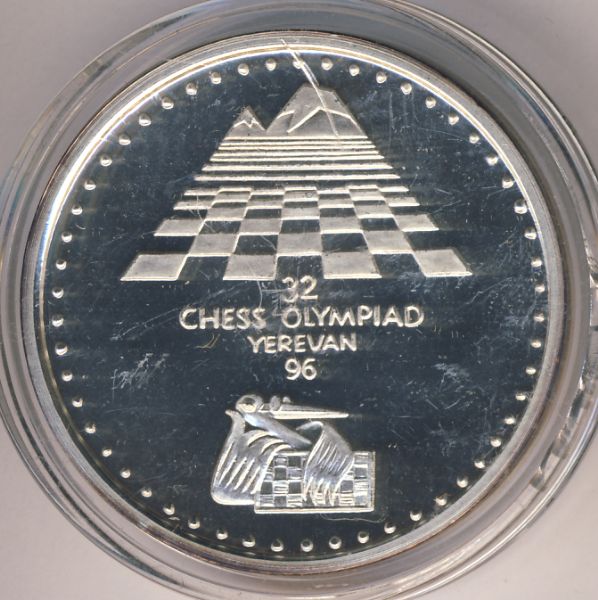 32
CHESS OLYMPIAD
YEREVAN
96